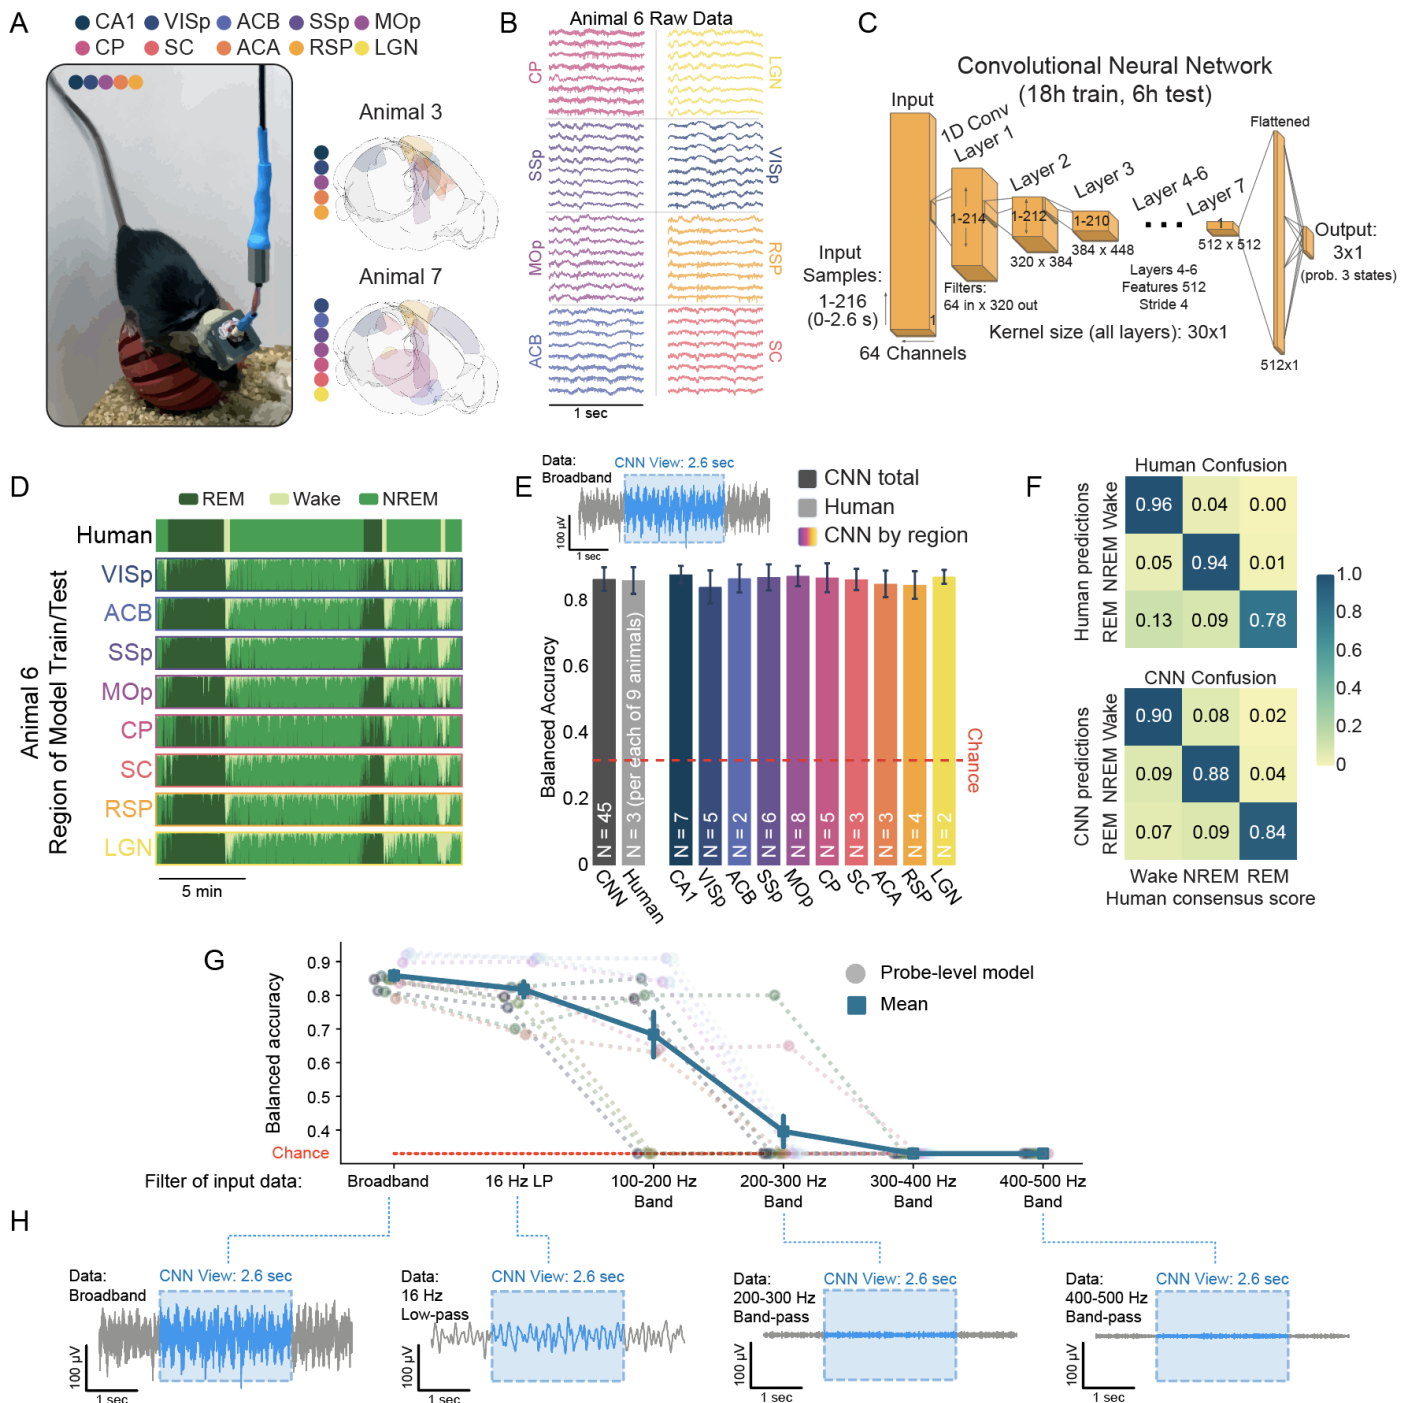 A
CA1 VISp ACB SSp MOp
CP SC ACA RSP LGN
Animal 3
Animal 7
B
Animal 6 Raw Data
CP
LGN
SSp
VISp
MOp
RSP
ACB
SC
1 sec
C
Convolutional Neural Network
(18h train, 6h test)
Input
1D Conv
Layer 1
Layer 2
Layer 3
Layer 4-6
Layer 7
Flattened
1-214
1-212
1-210
1
320 x 384
384 x 448
512 x 512
Input
Samples:
1-216
(0-2.6 s)
1
Filters:
64 in x 320 out
Layers 4-6
Features 512
Stride 4
Output:
3x1
(prob. 3 states)
Kernel size (all layers): 30x1
64 Channels
512x1
D
REM Wake NREM
Human
VISp
ACB
SSp
MOp
CP
SC
RSP
LGN
Animal 6
Region of Model Train/Test
5 min
E
Data:
Broadband
CNN View: 2.6 sec
100 µV
1 sec
CNN total
Human
CNN by region
Balanced Accuracy
0.8
0.6
0.4
0.2
0
Chance
N = 45
N = 3 (per each of 9 animals)
N = 7
N = 5
N = 2
N = 6
N = 8
N = 5
N = 3
N = 3
N = 4
N = 2
CNN
Human
CA1
VISp
ACB
SSp
MOp
CP
SC
ACA
RSP
LGN
F
Human Confusion
Human predictions
Wake
NREM
REM
0.96 0.04 0.00
0.05 0.94 0.01
0.13 0.09 0.78
CNN Confusion
CNN predictions
Wake
NREM
REM
0.90 0.08 0.02
0.09 0.88 0.04
0.07 0.09 0.84
Wake NREM REM
Human consensus score
1.0
0.8
0.6
0.4
0.2
0
G
Balanced accuracy
0.9
0.8
0.7
0.6
0.5
0.4
Chance
Probe-level model
Mean
Filter of input data:
Broadband
16 Hz LP
100-200 Hz
Band
200-300 Hz
Band
300-400 Hz
Band
400-500 Hz
Band
H
Data:
Broadband
CNN View: 2.6 sec
100 µV
1 sec
Data:
16 Hz
Low-pass
CNN View: 2.6 sec
100 µV
1 sec
Data:
200-300 Hz
Band-pass
CNN View: 2.6 sec
100 µV
1 sec
Data:
400-500 Hz
Band-pass
CNN View: 2.6 sec
100 µV
1 sec